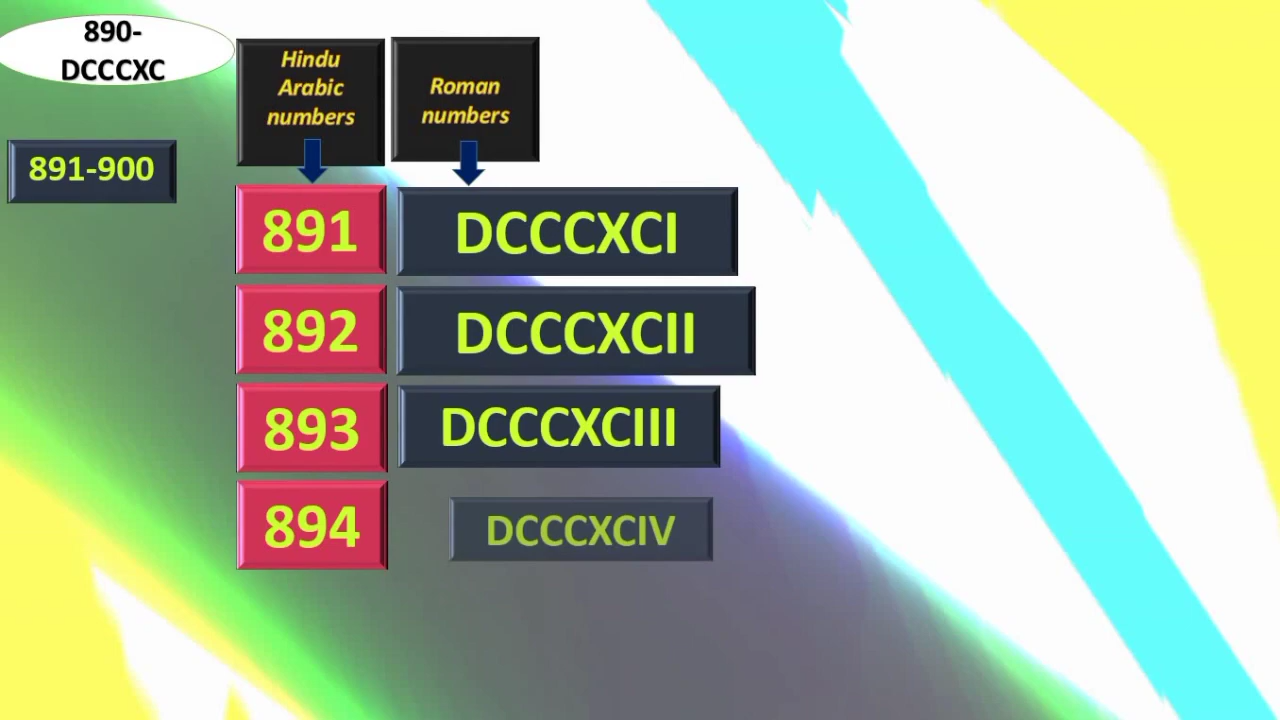 890-
DCCCXC
Hindu
Arabic
numbers
Roman
numbers
891-900
891
DCCCXCI
892
DCCCXCII
893
DCCCXCIII
894
DCCCXCIV